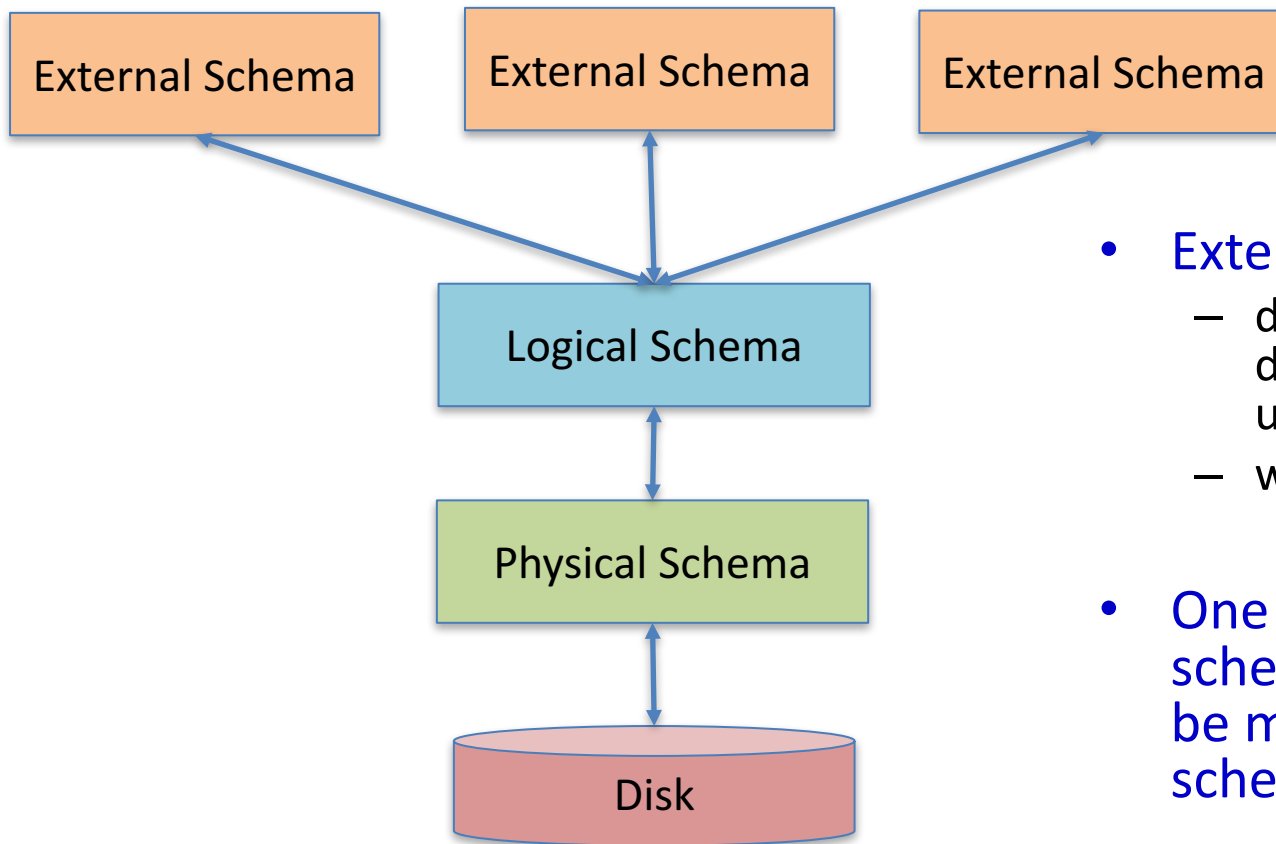 External Schema
External Schema
External Schema
Logical Schema
Physical Schema
Disk
• Exte
– d
d
u
– w
• One
sche
be m
sche